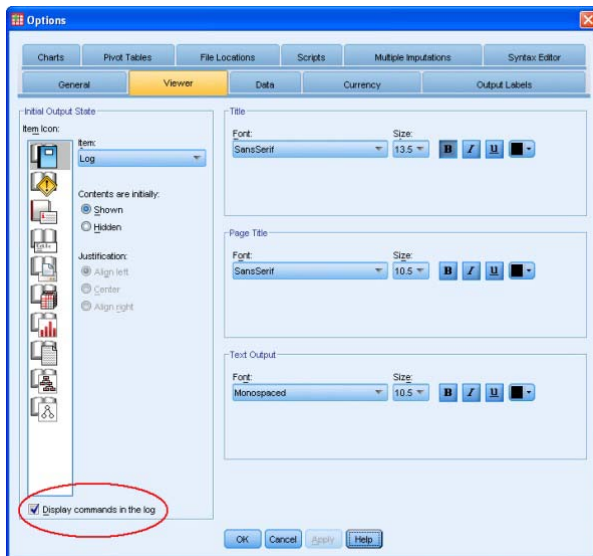 Options
Charts
Pivot Tables
File Locations
Scripts
Multiple Imputations
Syntax Editor
General
Viewer
Data
Currency
Output Labels
Initial Output State
Item Icon:
Item:
Log
Contents are initially:
Shown
Hidden
Justification:
Align left
Center
Align right
Display commands in the log
Title
Font:
Size:
SansSerif
13.5
B I U
Page Title
Font:
Size:
SansSerif
10.5
B I U
Text Output
Font:
Size:
Monospaced
10.5
B I U
OK
Cancel
Apply
Help